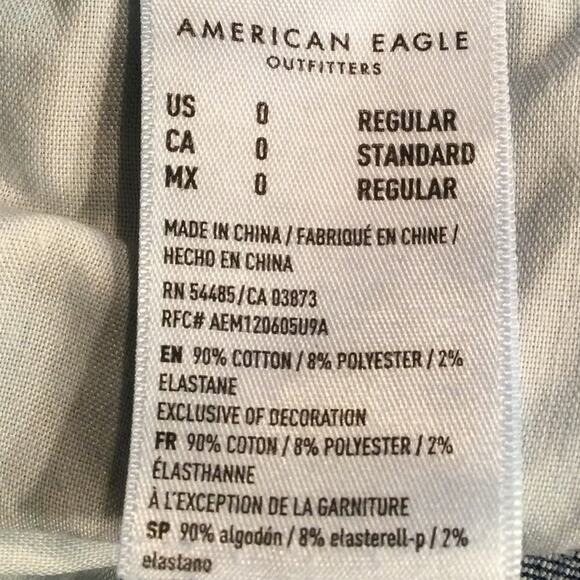 AMERICAN EAGLE
OUTFITTERS
US 0 REGULAR
CA 0 STANDARD
MX 0 REGULAR
MADE IN CHINA / FABRIQUÉ EN CHINE /
HECHO EN CHINA
RN 54485/CA 03873
RFC# AEM120605U9A
EN 90% COTTON / 8% POLYESTER / 2%
ELASTANE
EXCLUSIVE OF DECORATION
FR 90% COTON / 8% POLYESTER / 2%
ÉLASTHANNE
À L'EXCEPTION DE LA GARNITURE
SP 90% algodón / 8% elasterell-p / 2%
elastano